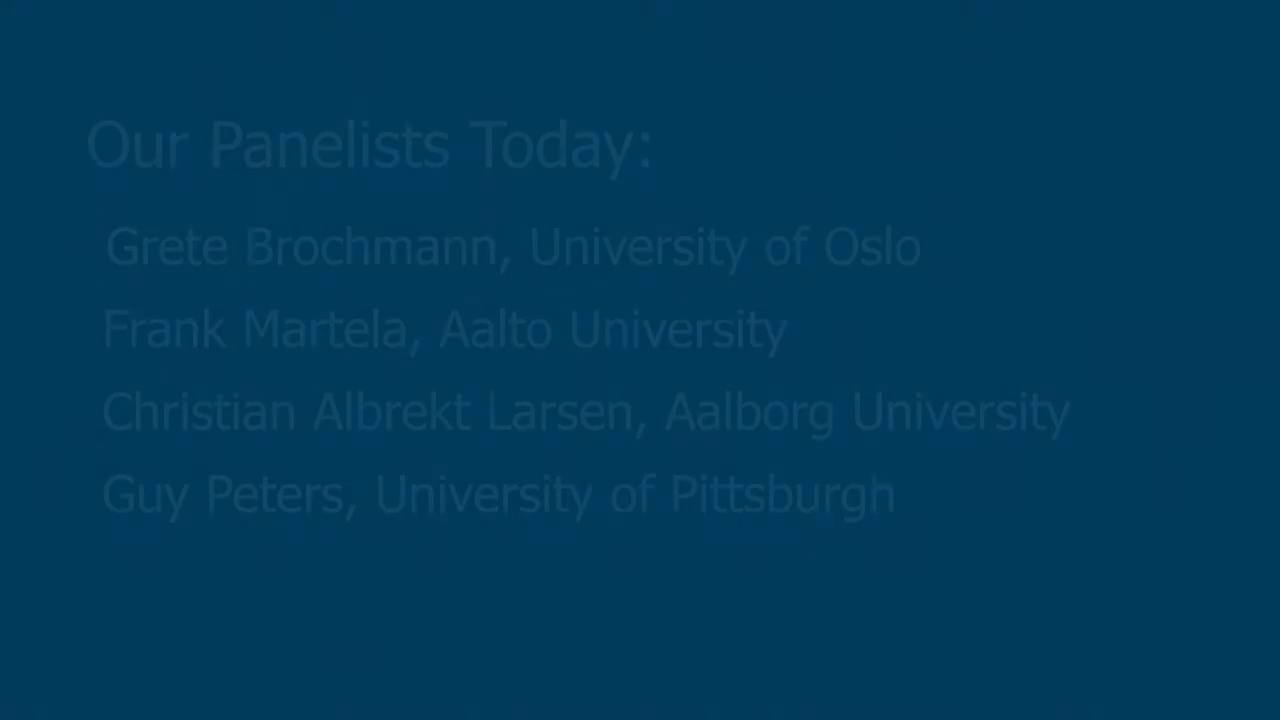 Our Panelists Today:
Grete Brochmann, University of Oslo
Frank Martela, Aalto University
Christian Albrekt Larsen, Aalborg University
Guy Peters, University of Pittsburgh